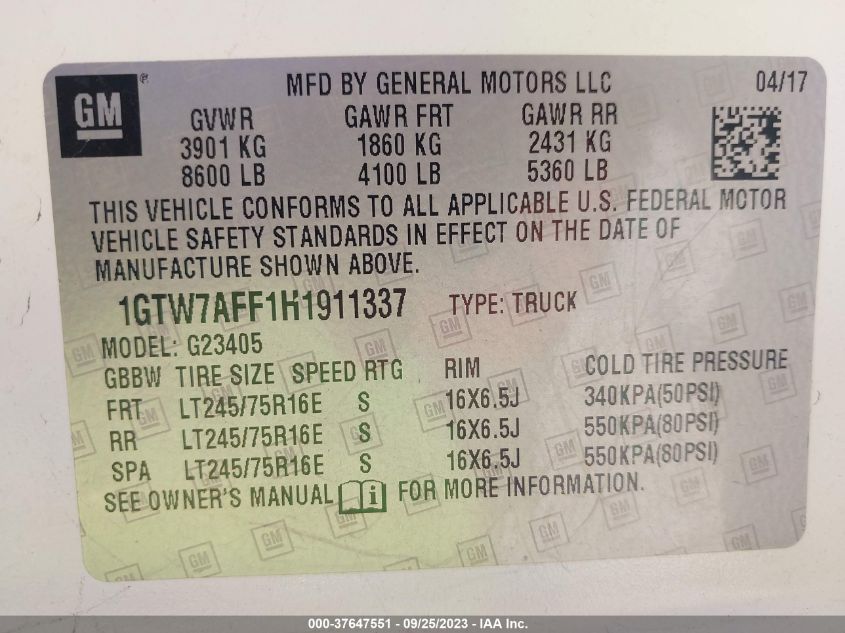 GM ® MFD BY GENERAL MOTORS LLC 04/17
GVWR GAWR FRT GAWR RR
3901 KG 1860 KG 2431 KG
8600 LB 4100 LB 5360 LB
THIS VEHICLE CONFORMS TO ALL APPLICABLE U.S. FEDERAL MOTOR
VEHICLE SAFETY STANDARDS IN EFFECT ON THE DATE OF
MANUFACTURE SHOWN ABOVE.
1GTW7AFF1H1911337 TYPE: TRUCK
MODEL: G23405
GBBW TIRE SIZE SPEED RTG RIM COLD TIRE PRESSURE
FRT LT245/75R16E S 16X6.5J 340KPA(50PSI)
RR LT245/75R16E S 16X6.5J 550KPA(80PSI)
SPA LT245/75R16E S 16X6.5J 550KPA(80PSI)
SEE OWNER'S MANUAL i FOR MORE INFORMATION.
000-37647551 - 09/25/2023 - IAA Inc.